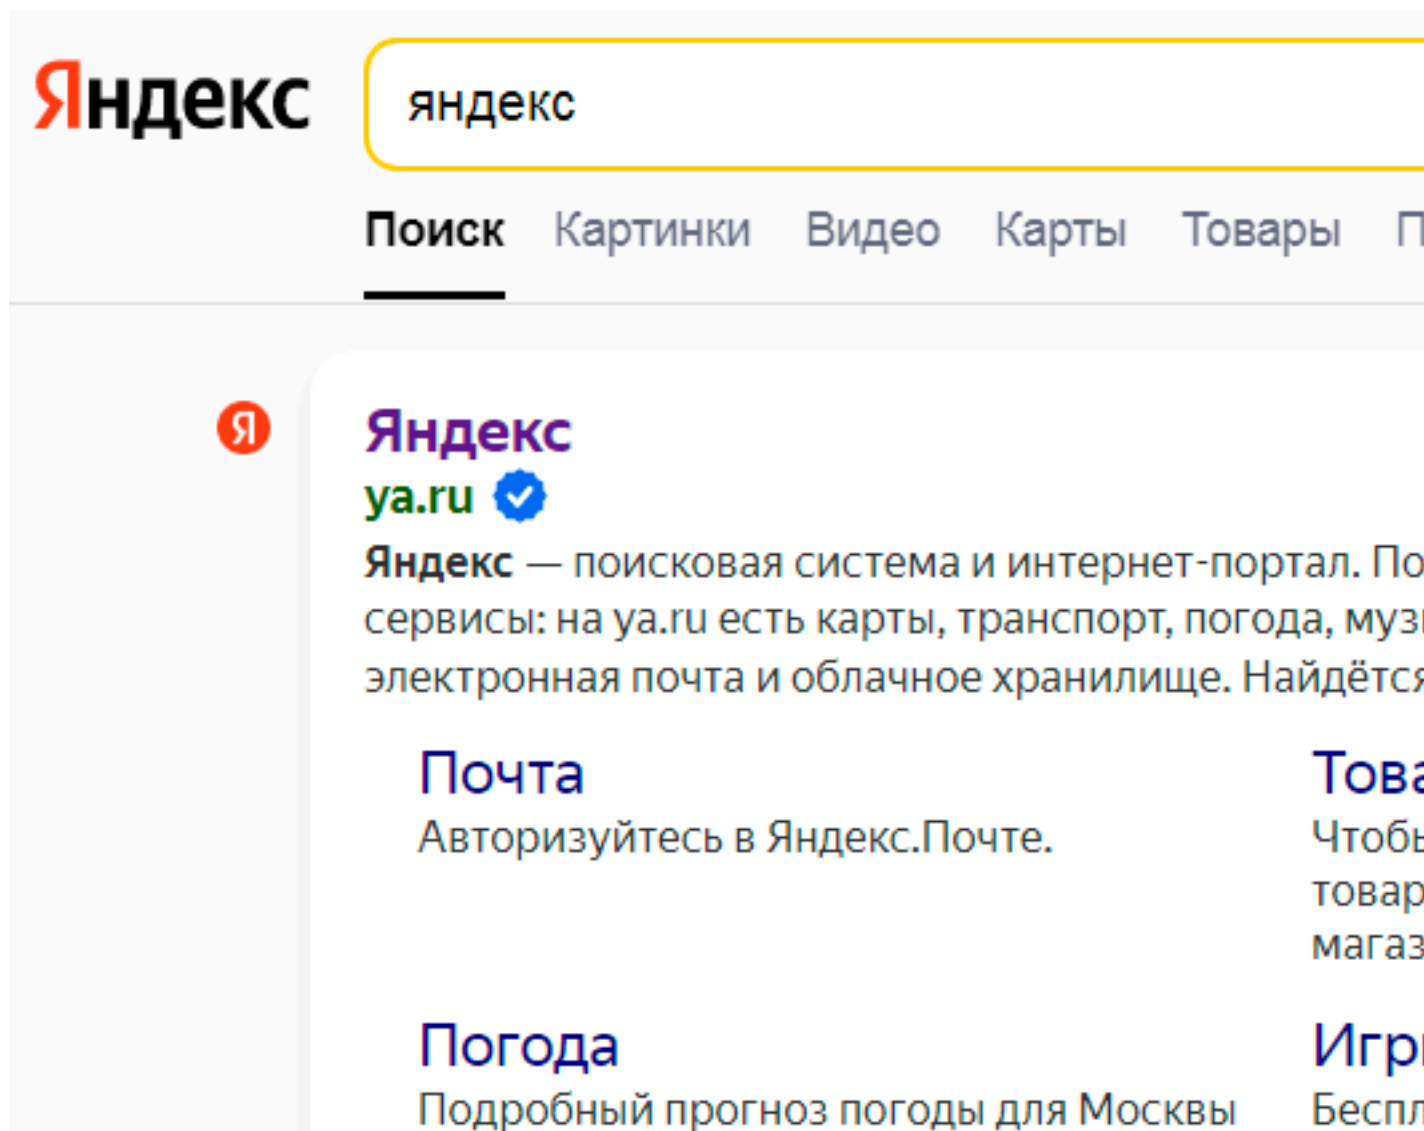 Яндекс
яндекс
Поиск Картинки Видео Карты Товары
Я
Яндекс
ya.ru
Яндекс — поисковая система и интернет-портал.
сервисы: на ya.ru есть карты, транспорт, погода,
электронная почта и облачное хранилище.
Почта
Авторизуйтесь в Яндекс.Почте.
Погода
Подробный прогноз погоды для Москвы